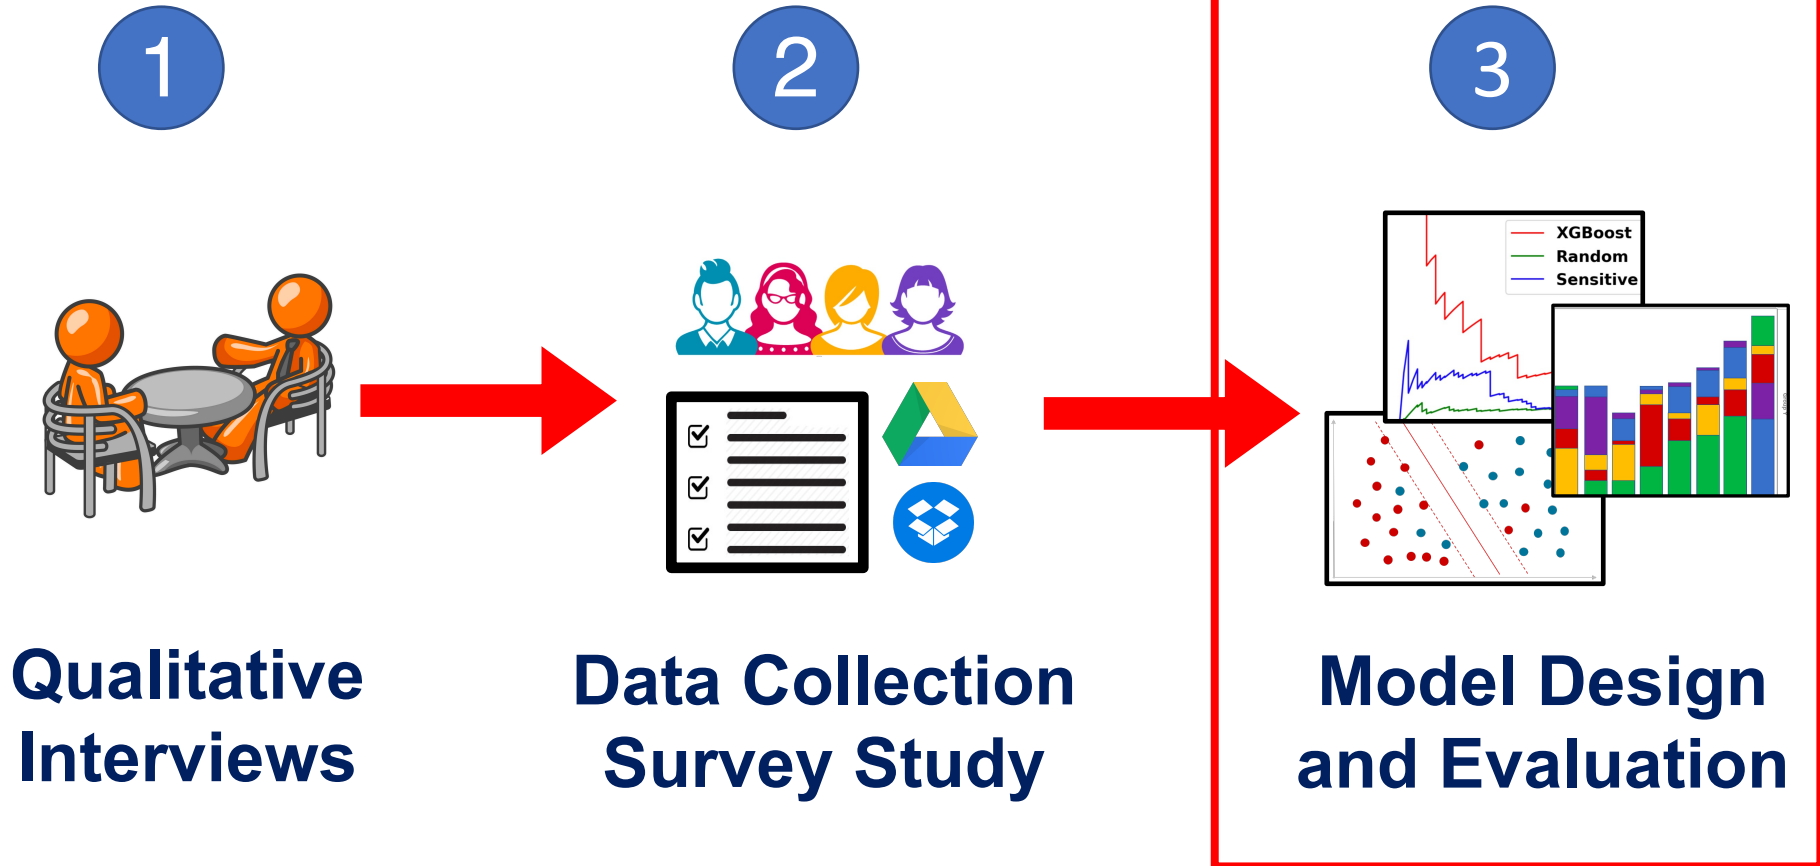 1
2
3
XGBoost
Random
Sensitive
Qualitative
Interviews
Data Collection
Survey Study
Model Design
and Evaluation